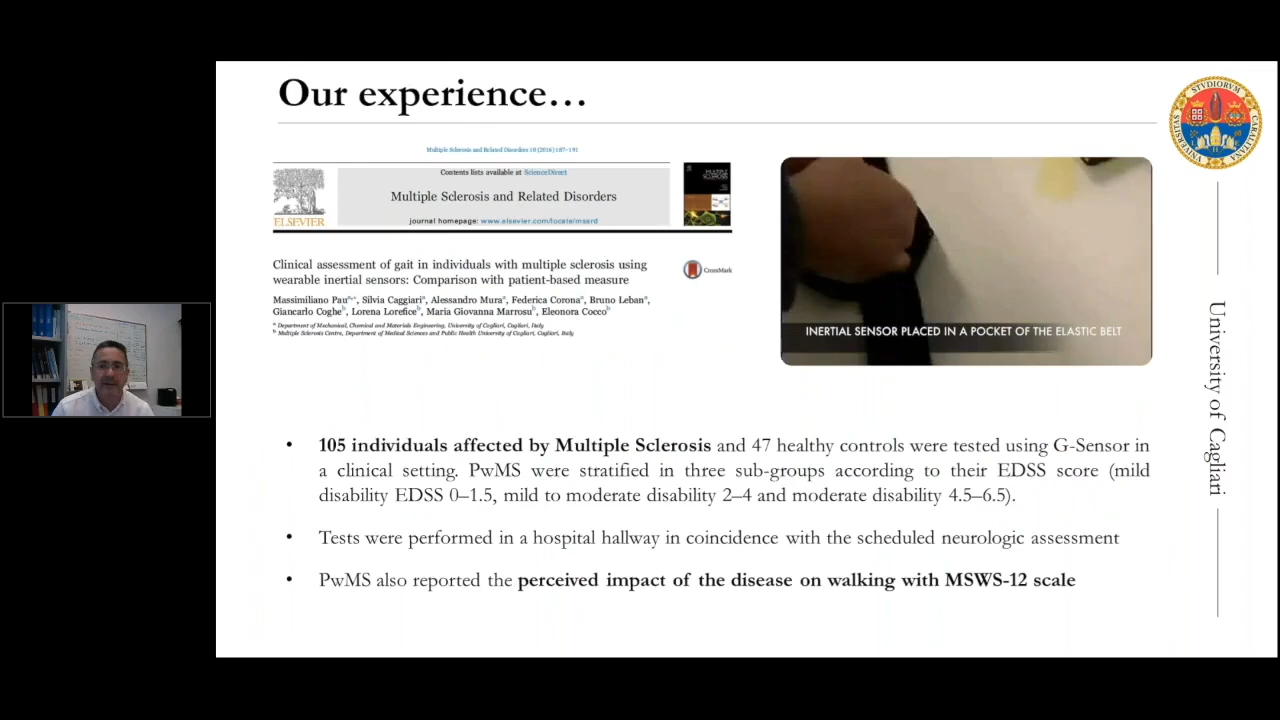 Our experience…
Multiple Sclerosis and Related Disorders 10 (2016) 187–191
Contents lists available at ScienceDirect
Multiple Sclerosis and Related Disorders
journal homepage: www.elsevier.com/locate/msard
ELSEVIER
MULTIPLE SCLEROSIS
Clinical assessment of gait in individuals with multiple sclerosis using
wearable inertial sensors: Comparison with patient-based measure
CrossMark
Massimiliano Pau a,*, Silvia Caggiari a, Alessandro Mura a, Federica Corona a, Bruno Leban a,
Giancarlo Coghe b, Lorena Lorefice b, Maria Giovanna Marrosu b, Eleonora Cocco b
a Department of Mechanical, Chemical and Materials Engineering, University of Cagliari, Cagliari, Italy
b Multiple Sclerosis Centre, Department of Medical Sciences and Public Health University of Cagliari, Cagliari, Italy
INERTIAL SENSOR PLACED IN A POCKET OF THE ELASTIC BELT
• 105 individuals affected by Multiple Sclerosis and 47 healthy controls were tested using G-Sensor in
a clinical setting. PwMS were stratified in three sub-groups according to their EDSS score (mild
disability EDSS 0–1.5, mild to moderate disability 2–4 and moderate disability 4.5–6.5).
• Tests were performed in a hospital hallway in coincidence with the scheduled neurologic assessment
• PwMS also reported the perceived impact of the disease on walking with MSWS-12 scale
University of Cagliari